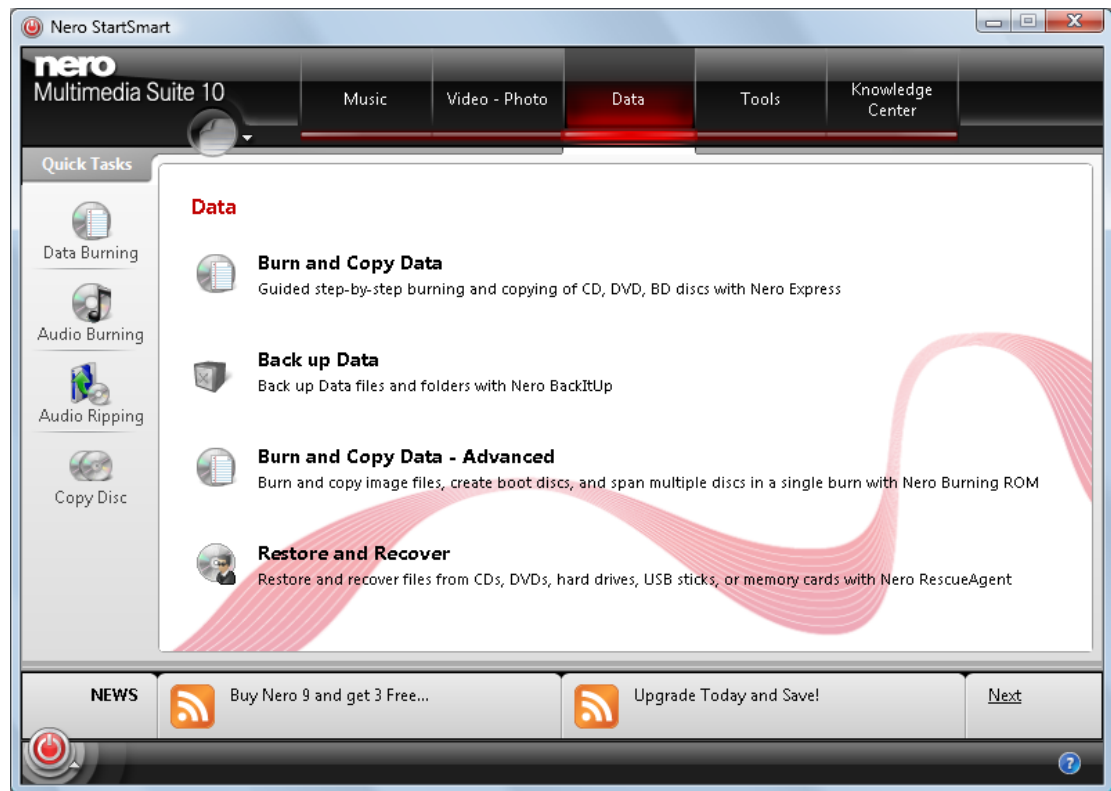 Nero StartSmart
nero
Multimedia Suite 10
Music
Video - Photo
Data
Tools
Knowledge
Center
Quick Tasks
Data Burning
Audio Burning
Audio Ripping
Copy Disc
Data
Burn and Copy Data
Guided step-by-step burning and copying of CD, DVD, BD discs with Nero Express
Back up Data
Back up Data files and folders with Nero BackItUp
Burn and Copy Data - Advanced
Burn and copy image files, create boot discs, and span multiple discs in a single burn with Nero Burning ROM
Restore and Recover
Restore and recover files from CDs, DVDs, hard drives, USB sticks, or memory cards with Nero RescueAgent
NEWS
Buy Nero 9 and get 3 Free...
Upgrade Today and Save!
Next
?